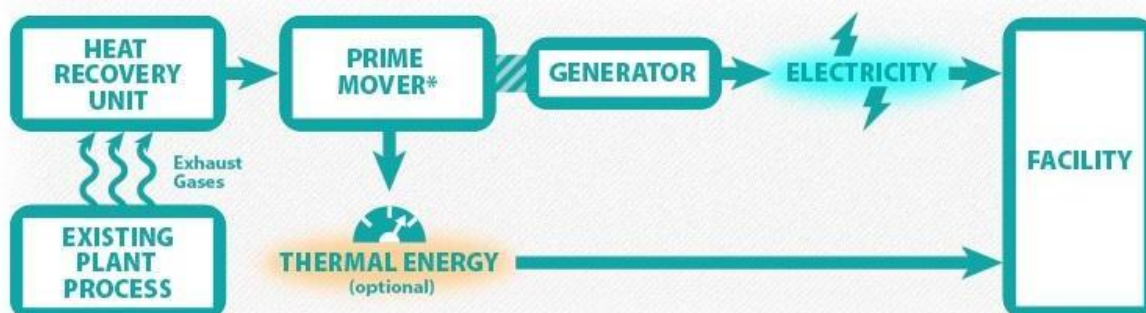 HEAT
RECOVERY
UNIT
PRIME
MOVER*
GENERATOR
ELECTRICITY
FACILITY
Exhaust
Gases
EXISTING
PLANT
PROCESS
THERMAL ENERGY
(optional)